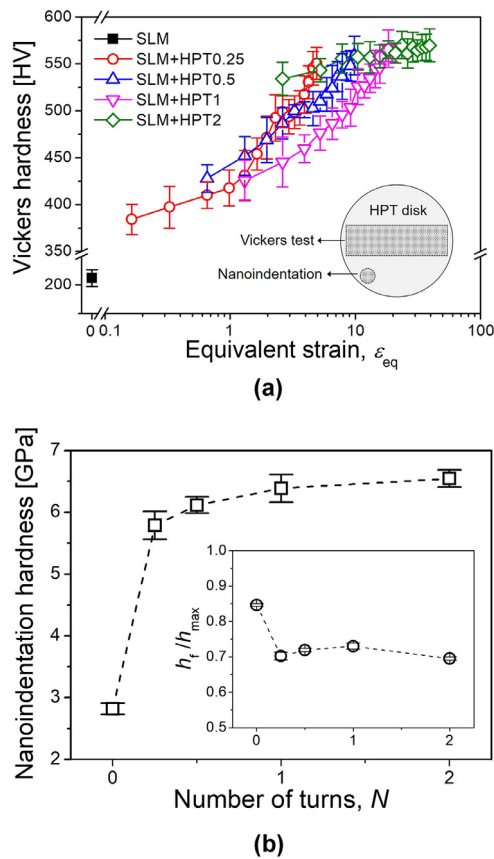 600
550
500
450
400
350
200
Vickers hardness [HV]
SLM
SLM+HPT0.25
SLM+HPT0.5
SLM+HPT1
SLM+HPT2
HPT disk
Vickers test
Nanoindentation
0 0.1 1 10 100
Equivalent strain, εeq
(a)
7
6
5
4
3
2
Nanoindentation hardness [GPa]
1.0
0.9
0.8
0.7
0.6
0.5
hf/hmax
0 1 2
0 1 2
Number of turns, N
(b)